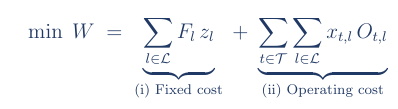 min W = ∑_{l∈ℒ} F_l z_l + ∑_{t∈𝒯} ∑_{l∈ℒ} x_{t,l} O_{t,l}
(i) Fixed cost (ii) Operating cost